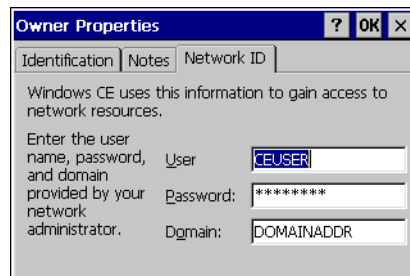 Owner Properties ? OK ×
Identification Notes Network ID
Windows CE uses this information to gain access to
network resources.
Enter the user
name, password,
and domain
provided by your
network
administrator.
User CEUSER
Password: ********
Domain: DOMAINADDR